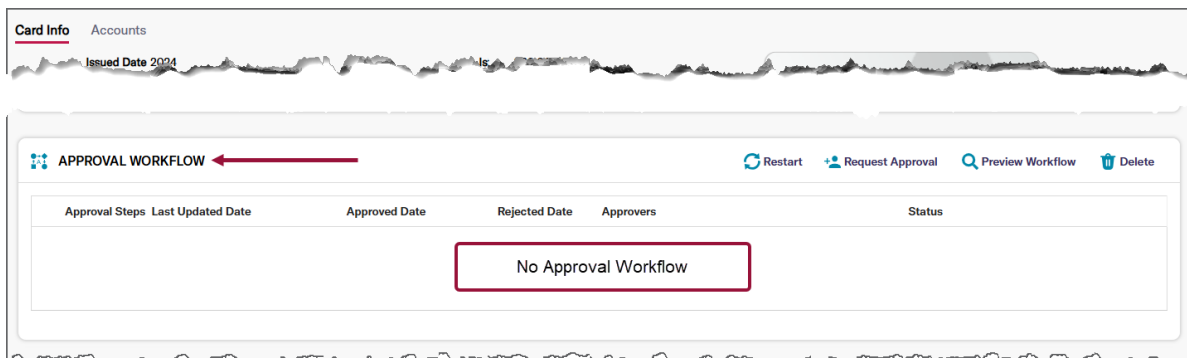 Card Info Accounts
Issued Date 2024
APPROVAL WORKFLOW Restart Request Approval Preview Workflow Delete
Approval Steps Last Updated Date Approved Date Rejected Date Approvers Status
No Approval Workflow